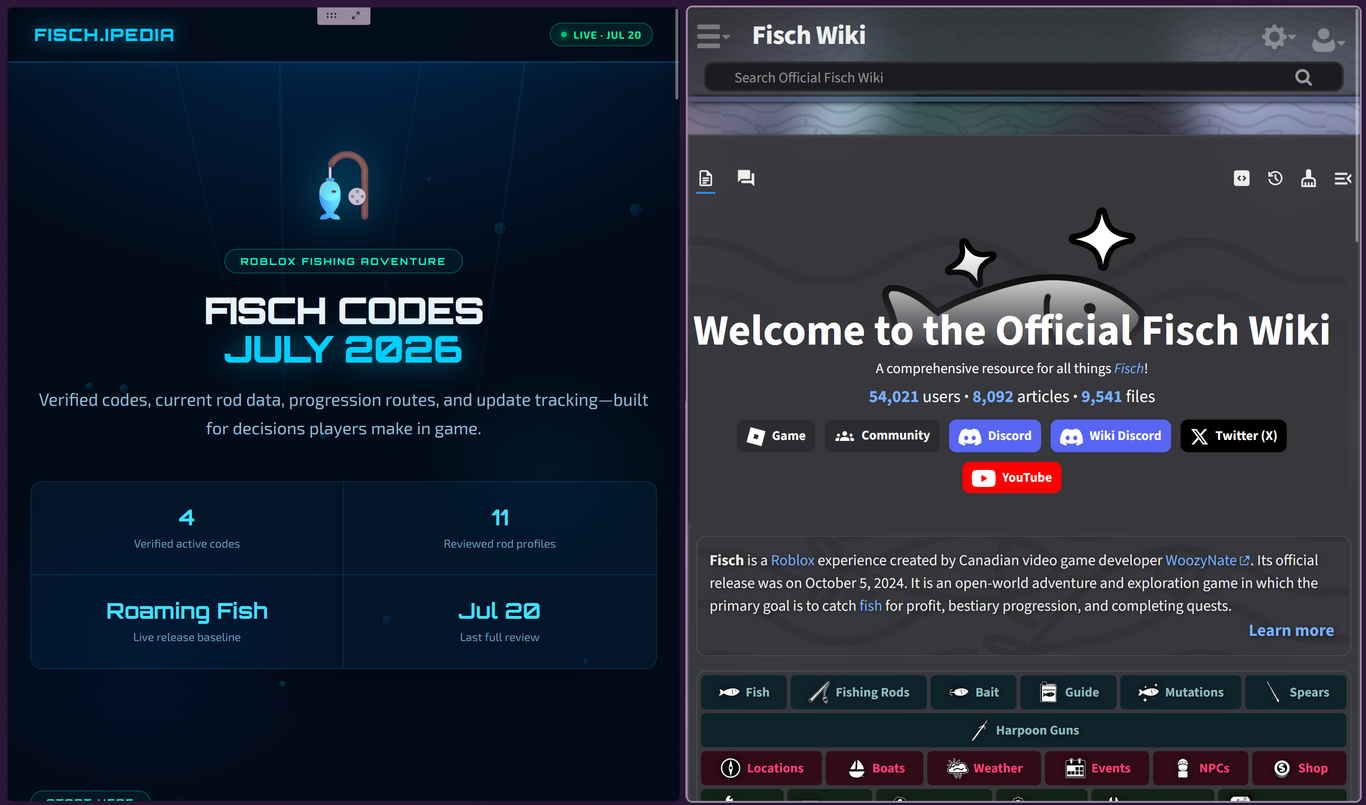 FISCH.IPEDIA
LIVE · JUL 20
ROBLOX FISHING ADVENTURE
FISCH CODES
JULY 2026
Verified codes, current rod data, progression routes, and update tracking—built
for decisions players make in game.
4
Verified active codes
11
Reviewed rod profiles
Roaming Fish
Live release baseline
Jul 20
Last full review
START HERE
Fisch Wiki
Search Official Fisch Wiki
Welcome to the Official Fisch Wiki
A comprehensive resource for all things Fisch!
54,021 users • 8,092 articles • 9,541 files
Game
Community
Discord
Wiki Discord
Twitter (X)
YouTube
Fisch is a Roblox experience created by Canadian video game developer WoozyNate. Its official
release was on October 5, 2024. It is an open-world adventure and exploration game in which the
primary goal is to catch fish for profit, bestiary progression, and completing quests.
Learn more
Fish
Fishing Rods
Bait
Guide
Mutations
Spears
Harpoon Guns
Locations
Boats
Weather
Events
NPCs
Shop